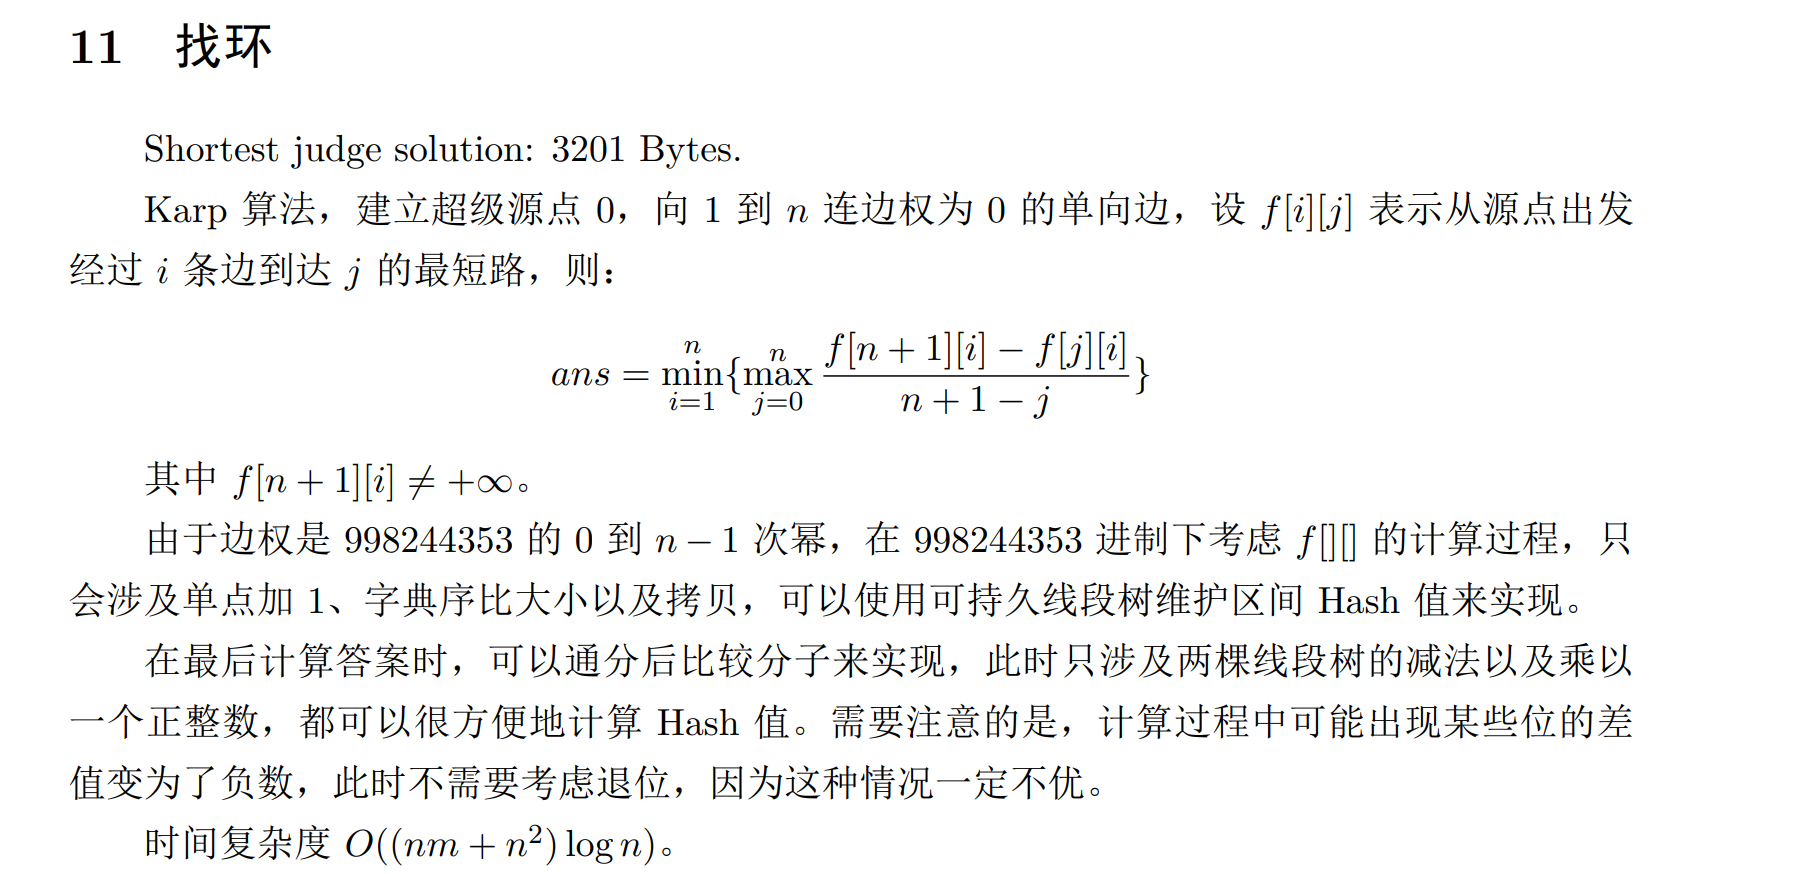 11 找环
Shortest judge solution: 3201 Bytes.
Karp 算法，建立超级源点 0，向 1 到 n 连边权为 0 的单向边，设 f[i][j] 表示从源点出发
经过 i 条边到达 j 的最短路，则：
ans = \min_{i=1}^{n}\{\max_{j=0}^{n} \frac{f[n+1][i] - f[j][i]}{n+1-j}\}
其中 f[n + 1][i] ≠ +∞。
由于边权是 998244353 的 0 到 n − 1 次幂，在 998244353 进制下考虑 f[][] 的计算过程，只
会涉及单点加 1、字典序比大小以及拷贝，可以使用可持久线段树维护区间 Hash 值来实现。
在最后计算答案时，可以通分后比较分子来实现，此时只涉及两棵线段树的减法以及乘以
一个正整数，都可以很方便地计算 Hash 值。需要注意的是，计算过程中可能出现某些位的差
值变为了负数，此时不需要考虑退位，因为这种情况一定不优。
时间复杂度 O((nm + n²) log n)。